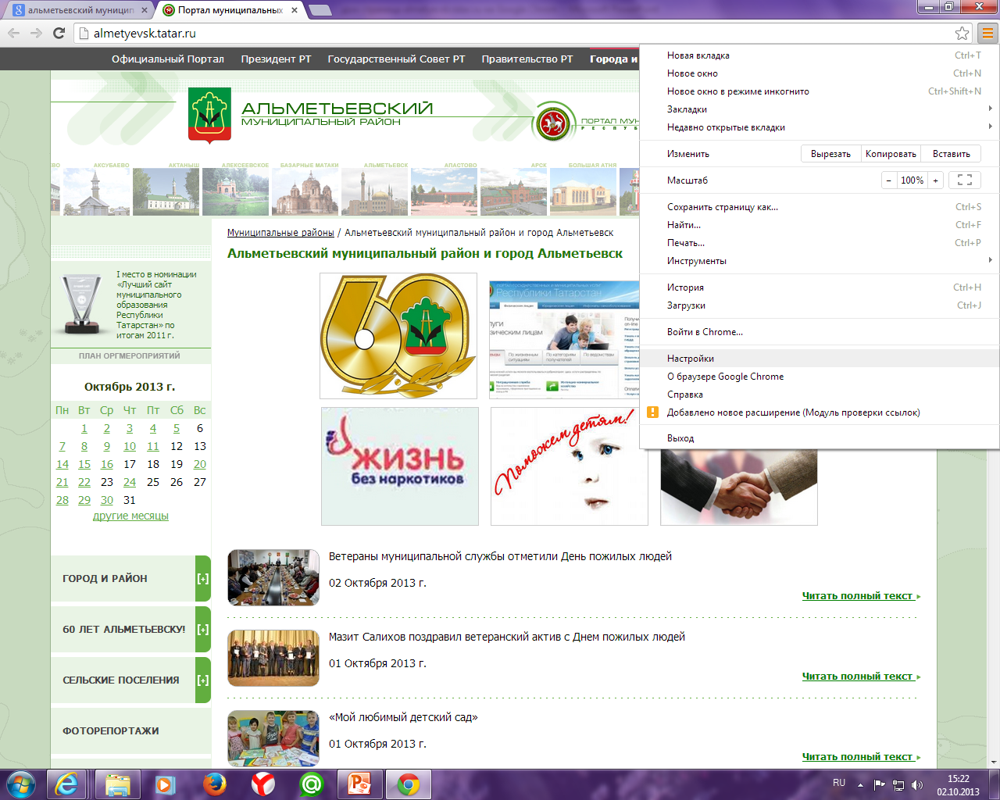 альметьевский муницип
Портал муниципальных
almetyevsk.tatar.ru
Официальный Портал
Президент РТ
Государственный Совет РТ
Правительство РТ
Города и
АЛЬМЕТЬЕВСКИЙ
МУНИЦИПАЛЬНЫЙ РАЙОН
ПОРТАЛ МУН
РЕСПУБ
ЕВО
АКСУБАЕВО
АКТАНЫШ
АЛЕКСЕЕВСКОЕ
БАЗАРНЫЕ МАТАКИ
АЛЬМЕТЬЕВСК
АПАСТОВО
АРСК
БОЛЬШАЯ АТНЯ
Новая вкладка Ctrl+T
Новое окно Ctrl+N
Новое окно в режиме инкогнито Ctrl+Shift+N
Закладки
Недавно открытые вкладки
Изменить Вырезать Копировать Вставить
Масштаб − 100% +
Сохранить страницу как... Ctrl+S
Найти... Ctrl+F
Печать... Ctrl+P
Инструменты
История Ctrl+H
Загрузки Ctrl+J
Войти в Chrome...
Настройки
О браузере Google Chrome
Справка
Добавлено новое расширение (Модуль проверки ссылок)
Выход
Муниципальные районы / Альметьевский муниципальный район и город Альметьевск
Альметьевский муниципальный район и город Альметьевск
I место в номинации
«Лучший сайт
муниципального
образования
Республики
Татарстан» по
итогам 2011 г.
ПЛАН ОРГМЕРОПРИЯТИЙ
Октябрь 2013 г.
Пн Вт Ср Чт Пт Сб Вс
1 2 3 4 5 6
7 8 9 10 11 12 13
14 15 16 17 18 19 20
21 22 23 24 25 26 27
28 29 30 31
другие месяцы
ГОРОД И РАЙОН [+]
60 ЛЕТ АЛЬМЕТЬЕВСКУ! [+]
СЕЛЬСКИЕ ПОСЕЛЕНИЯ [+]
ФОТОРЕПОРТАЖИ
60
Республики Татарстан
ЖИЗНЬ
без наркотиков
Поможем детям!
Ветераны муниципальной службы отметили День пожилых людей
02 Октября 2013 г.
Читать полный текст
Мазит Салихов поздравил ветеранский актив с Днем пожилых людей
01 Октября 2013 г.
Читать полный текст
«Мой любимый детский сад»
01 Октября 2013 г.
Читать полный текст
RU
15:22
02.10.2013